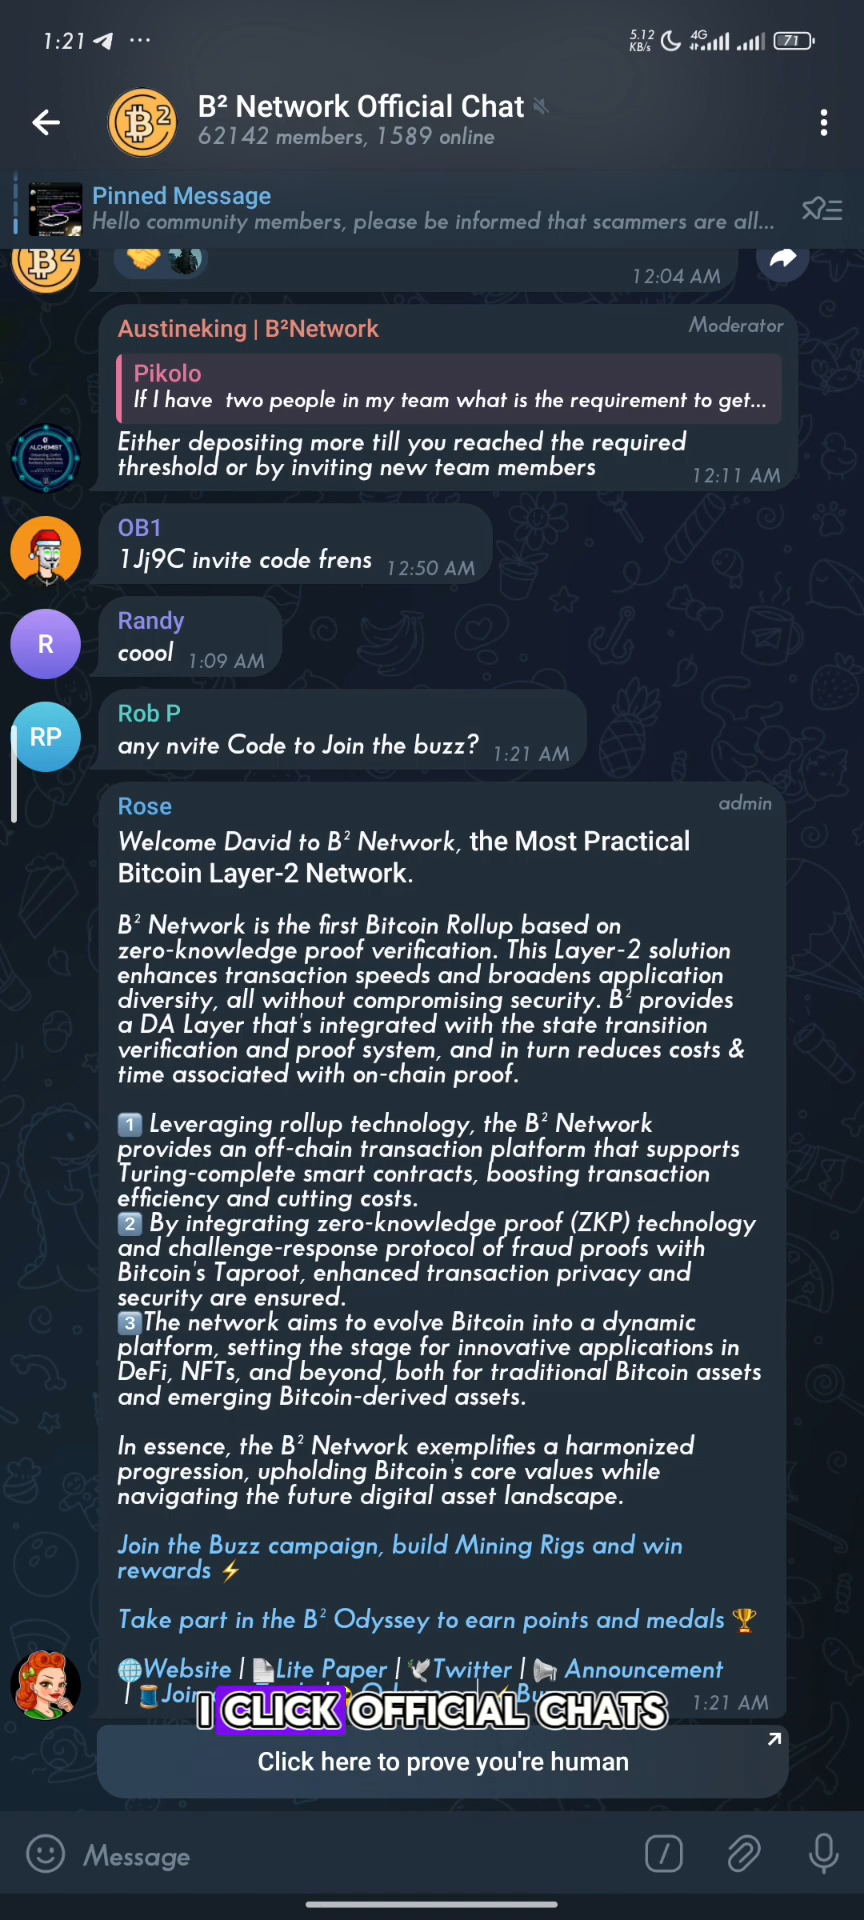 1:21 ···
5.12 KB/s 4G 71
B² Network Official Chat
62142 members, 1589 online
Pinned Message
Hello community members, please be informed that scammers are all...
12:04 AM
Austineking | B²Network Moderator
Pikolo
If I have two people in my team what is the requirement to get...
Either depositing more till you reached the required
threshold or by inviting new team members 12:11 AM
ALCHEMIST
OB1
1Jj9C invite code frens 12:50 AM
R
Randy
coool 1:09 AM
RP
Rob P
any nvite Code to Join the buzz? 1:21 AM
Rose admin
Welcome David to B² Network, the Most Practical
Bitcoin Layer-2 Network.
B² Network is the first Bitcoin Rollup based on
zero-knowledge proof verification. This Layer-2 solution
enhances transaction speeds and broadens application
diversity, all without compromising security. B² provides
a DA Layer that's integrated with the state transition
verification and proof system, and in turn reduces costs &
time associated with on-chain proof.
1 Leveraging rollup technology, the B² Network
provides an off-chain transaction platform that supports
Turing-complete smart contracts, boosting transaction
efficiency and cutting costs.
2 By integrating zero-knowledge proof (ZKP) technology
and challenge-response protocol of fraud proofs with
Bitcoin's Taproot, enhanced transaction privacy and
security are ensured.
3 The network aims to evolve Bitcoin into a dynamic
platform, setting the stage for innovative applications in
DeFi, NFTs, and beyond, both for traditional Bitcoin assets
and emerging Bitcoin-derived assets.
In essence, the B² Network exemplifies a harmonized
progression, upholding Bitcoin's core values while
navigating the future digital asset landscape.
Join the Buzz campaign, build Mining Rigs and win
rewards ⚡
Take part in the B² Odyssey to earn points and medals 🏆
🌐Website | 📄Lite Paper | 🕊Twitter | 📢 Announcement
1:21 AM
I CLICK OFFICIAL CHATS
Click here to prove you're human
Message